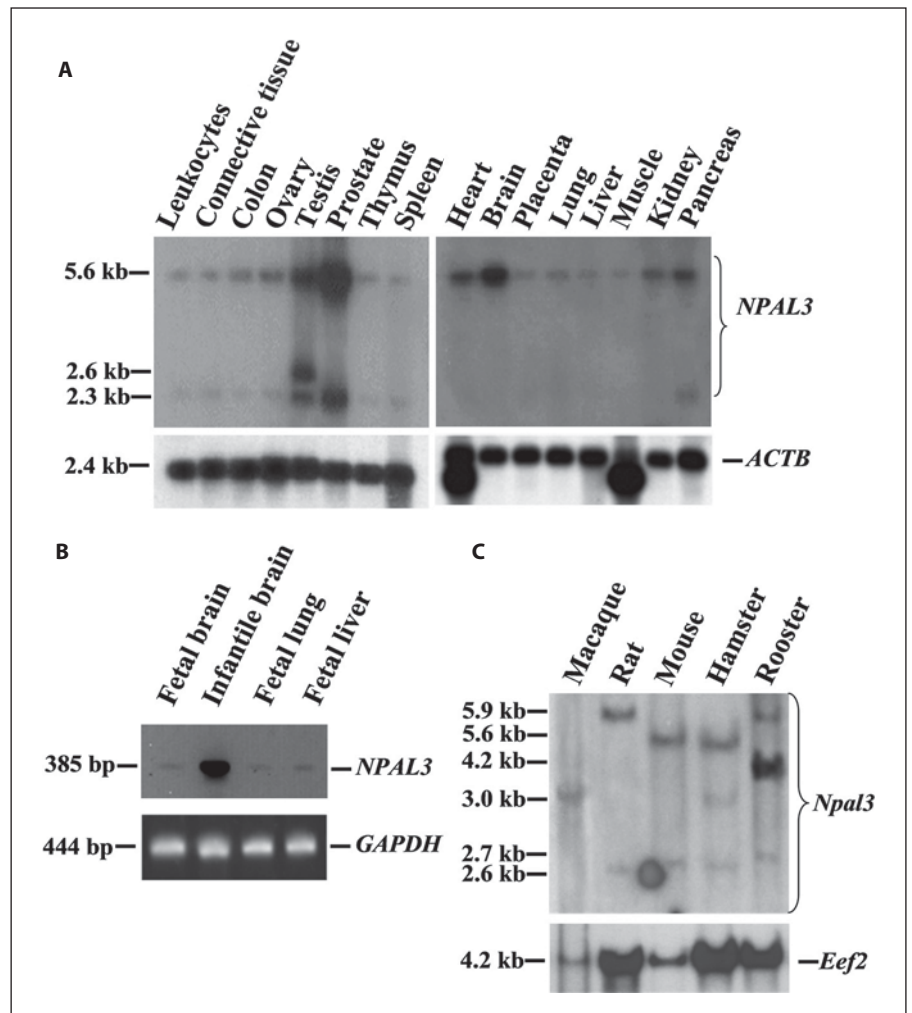 A
Leukocytes
Connective tissue
Colon
Ovary
Testis
Prostate
Thymus
Spleen
Heart
Brain
Placenta
Lung
Liver
Muscle
Kidney
Pancreas
5.6 kb
2.6 kb
2.3 kb
NPAL3
2.4 kb
ACTB
B
Fetal brain
Infantile brain
Fetal lung
Fetal liver
385 bp
NPAL3
444 bp
GAPDH
C
Macaque
Rat
Mouse
Hamster
Rooster
5.9 kb
5.6 kb
4.2 kb
3.0 kb
2.7 kb
2.6 kb
Npal3
4.2 kb
Eef2